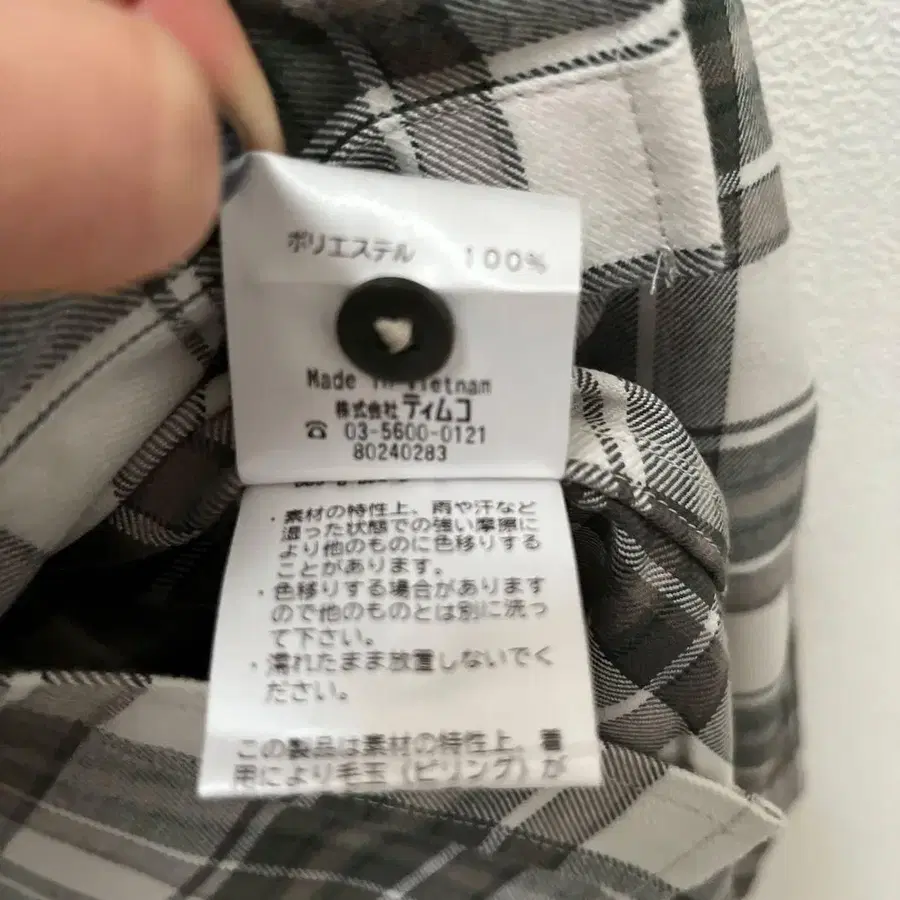 ポリエステル 100%
Made in Vietnam
株式会社ティムコ
☎ 03-5600-0121
80240283
・素材の特性上、雨や汗など
湿った状態での強い摩擦に
より他のものに色移りする
ことがあります。
・色移りする場合があります
ので他のものとは別に洗っ
て下さい。
・濡れたまま放置しないでく
ださい。
この製品は素材の特性上、着
用により毛玉（ピリング）が